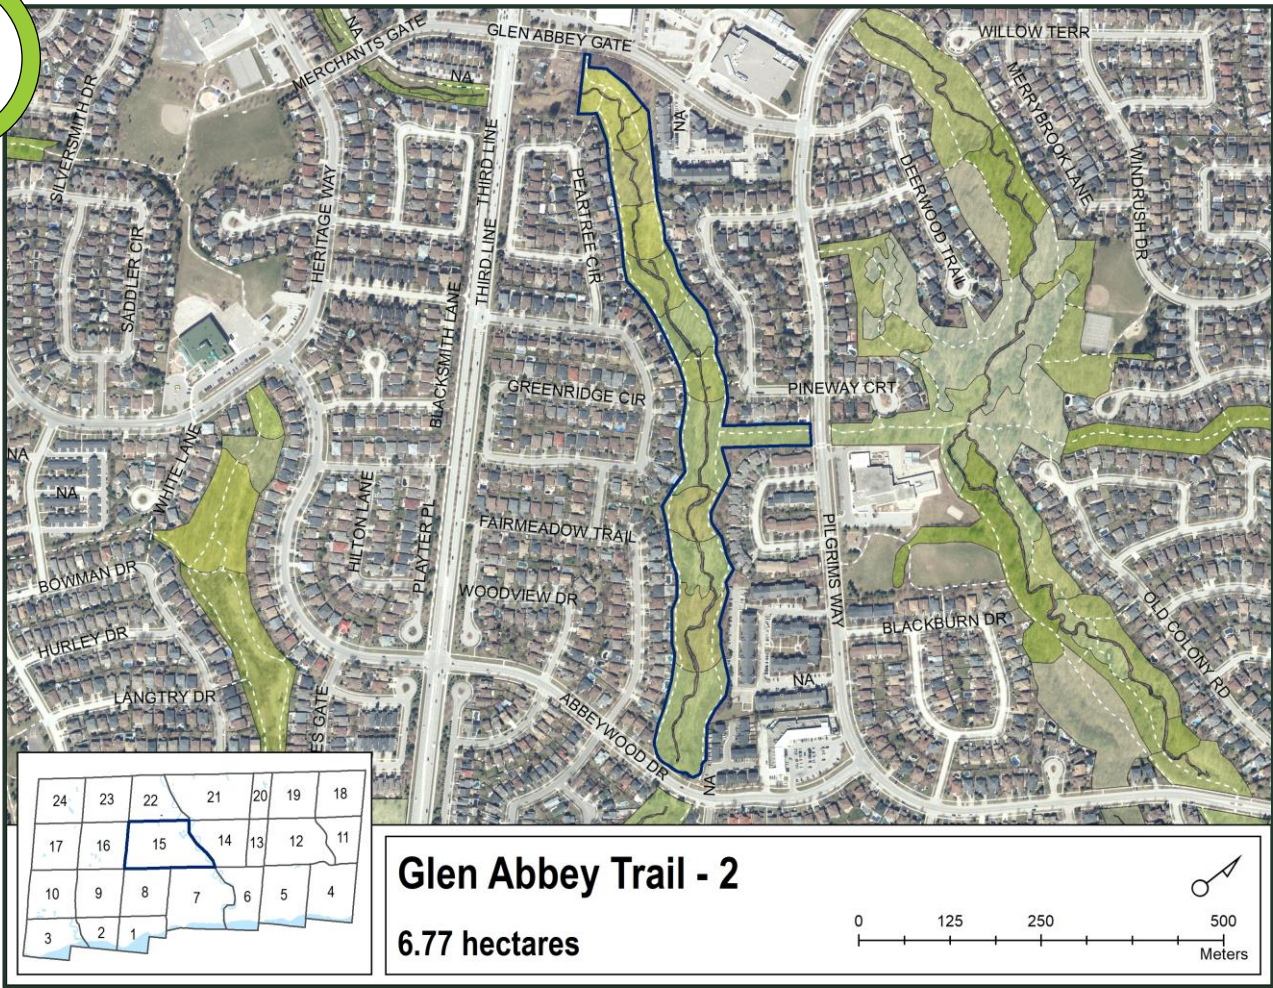 GLEN ABBEY GATE
WILLOW TERR
MERCHANTS GATE
NA
NA
NA
SILVERSMITH DR
MERRYBROOK LANE
WINDRUSH DR
THIRD LINE
HERITAGE WAY
PEARTREE CIR
DEERWOOD TRAIL
SADDLER CIR
THIRD LINE
BLACKSMITH LANE
GREENRIDGE CIR
PINEWAY CRT
WHITE LANE
NA
NA
HILTON LANE
PLAYTER PL
FAIRMEADOW TRAIL
PILGRIMS WAY
BOWMAN DR
WOODVIEW DR
BLACKBURN DR
OLD COLONY RD
HURLEY DR
LANGTRY DR
ES GATE
ABBEYWOOD DR
NA
NA
24 23 22 21 20 19 18
17 16 15 14 13 12 11
10 9 8 7 6 5 4
3 2 1
Glen Abbey Trail - 2
6.77 hectares
0 125 250 500
Meters